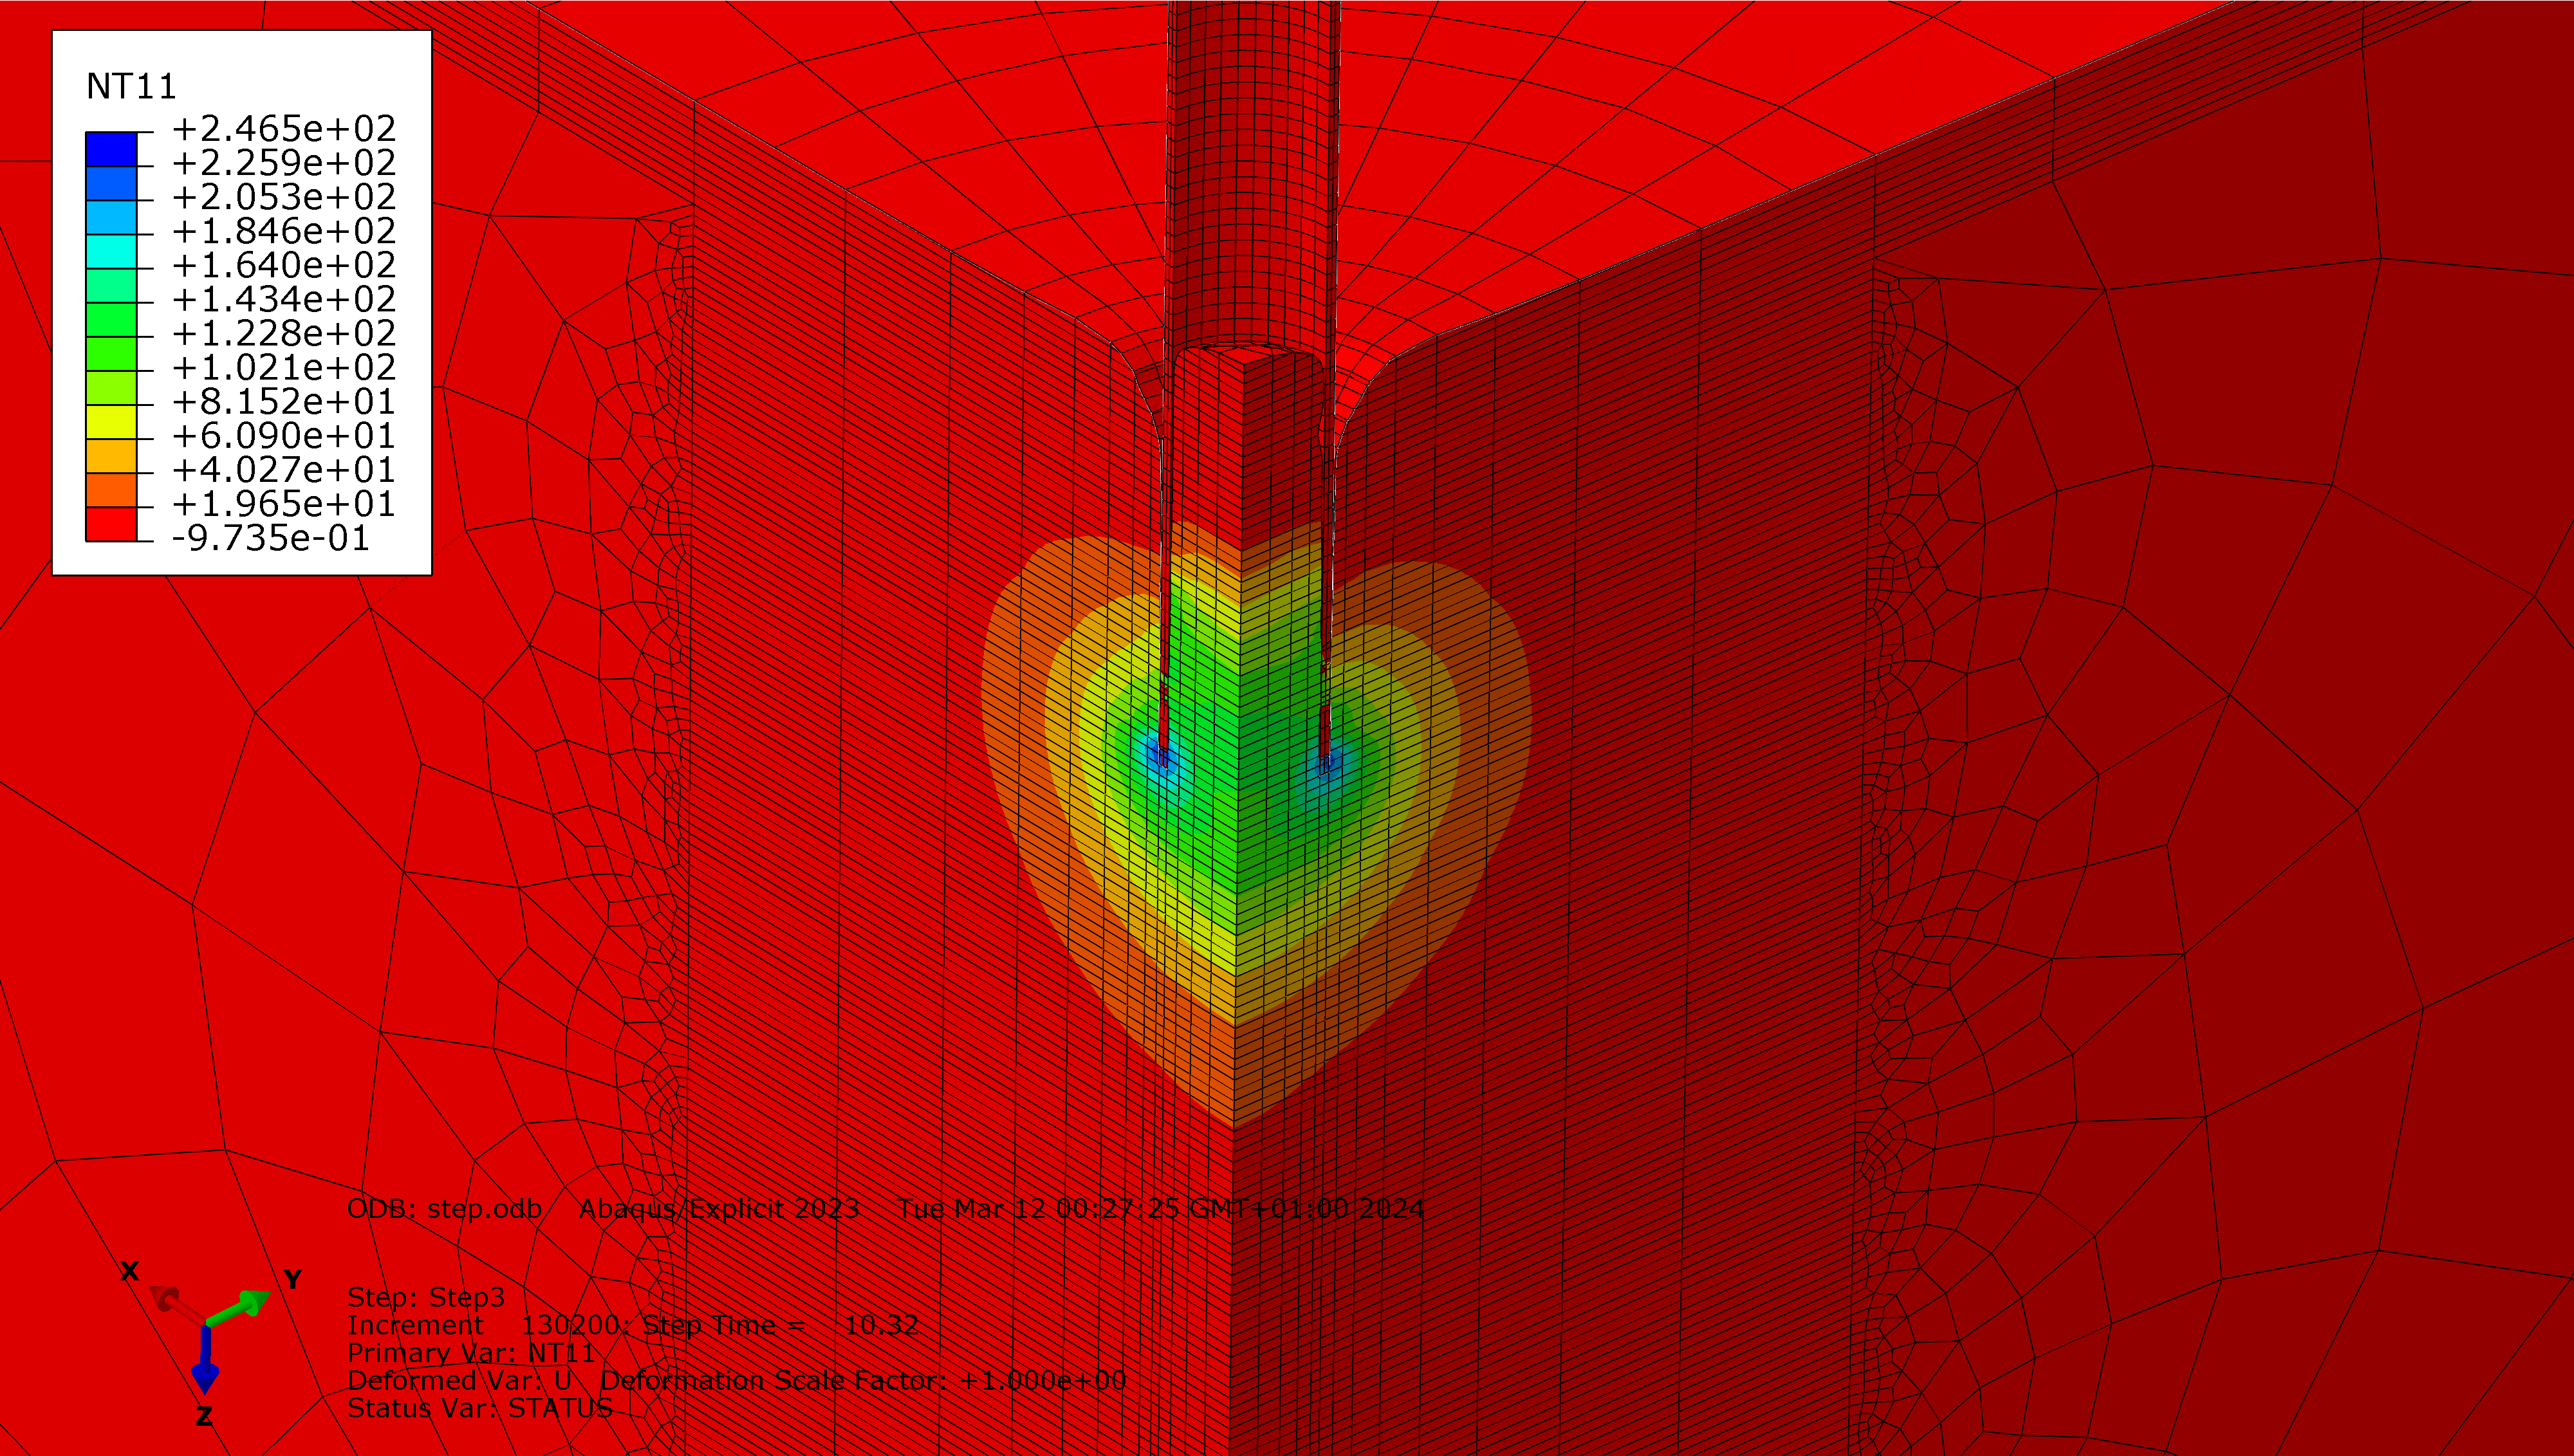 NT11
+2.465e+02
+2.259e+02
+2.053e+02
+1.846e+02
+1.640e+02
+1.434e+02
+1.228e+02
+1.021e+02
+8.152e+01
+6.090e+01
+4.027e+01
+1.965e+01
-9.735e-01
ODB: step.odb Abaqus/Explicit 2023 Tue Mar 12 00:27:25 GMT+01:00 2024
X
Y
Z
Step: Step3
Increment 130200: Step Time = 10.32
Primary Var: NT11
Deformed Var: U Deformation Scale Factor: +1.000e+00
Status Var: STATUS